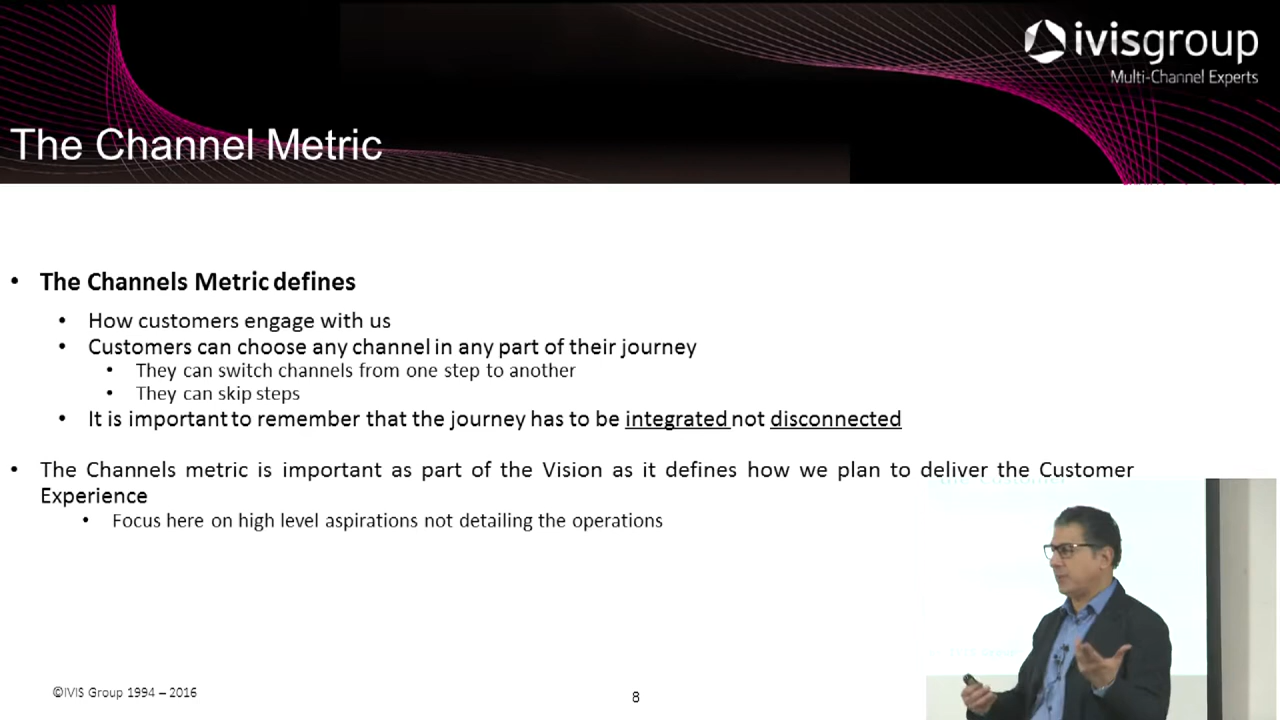 ivisgroup
Multi-Channel Experts
The Channel Metric
• The Channels Metric defines
• How customers engage with us
• Customers can choose any channel in any part of their journey
• They can switch channels from one step to another
• They can skip steps
• It is important to remember that the journey has to be integrated not disconnected
• The Channels metric is important as part of the Vision as it defines how we plan to deliver the Customer
Experience
• Focus here on high level aspirations not detailing the operations
©IVIS Group 1994 – 2016
8